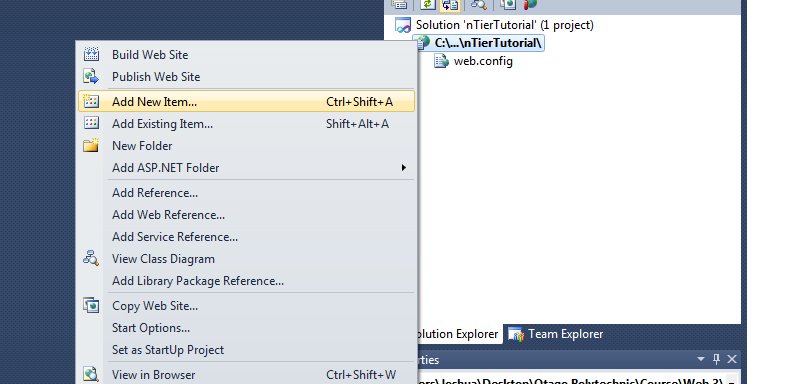 Solution 'nTierTutorial' (1 project)
C:\...\nTierTutorial\
web.config
Build Web Site
Publish Web Site
Add New Item... Ctrl+Shift+A
Add Existing Item... Shift+Alt+A
New Folder
Add ASP.NET Folder
Add Reference...
Add Web Reference...
Add Service Reference...
View Class Diagram
Add Library Package Reference...
Copy Web Site...
Start Options...
Set as StartUp Project
View in Browser Ctrl+Shift+W
olution Explorer Team Explorer
rties
ers\Joshua\Desktop\Otago Polytechnic\Course\Web 3\